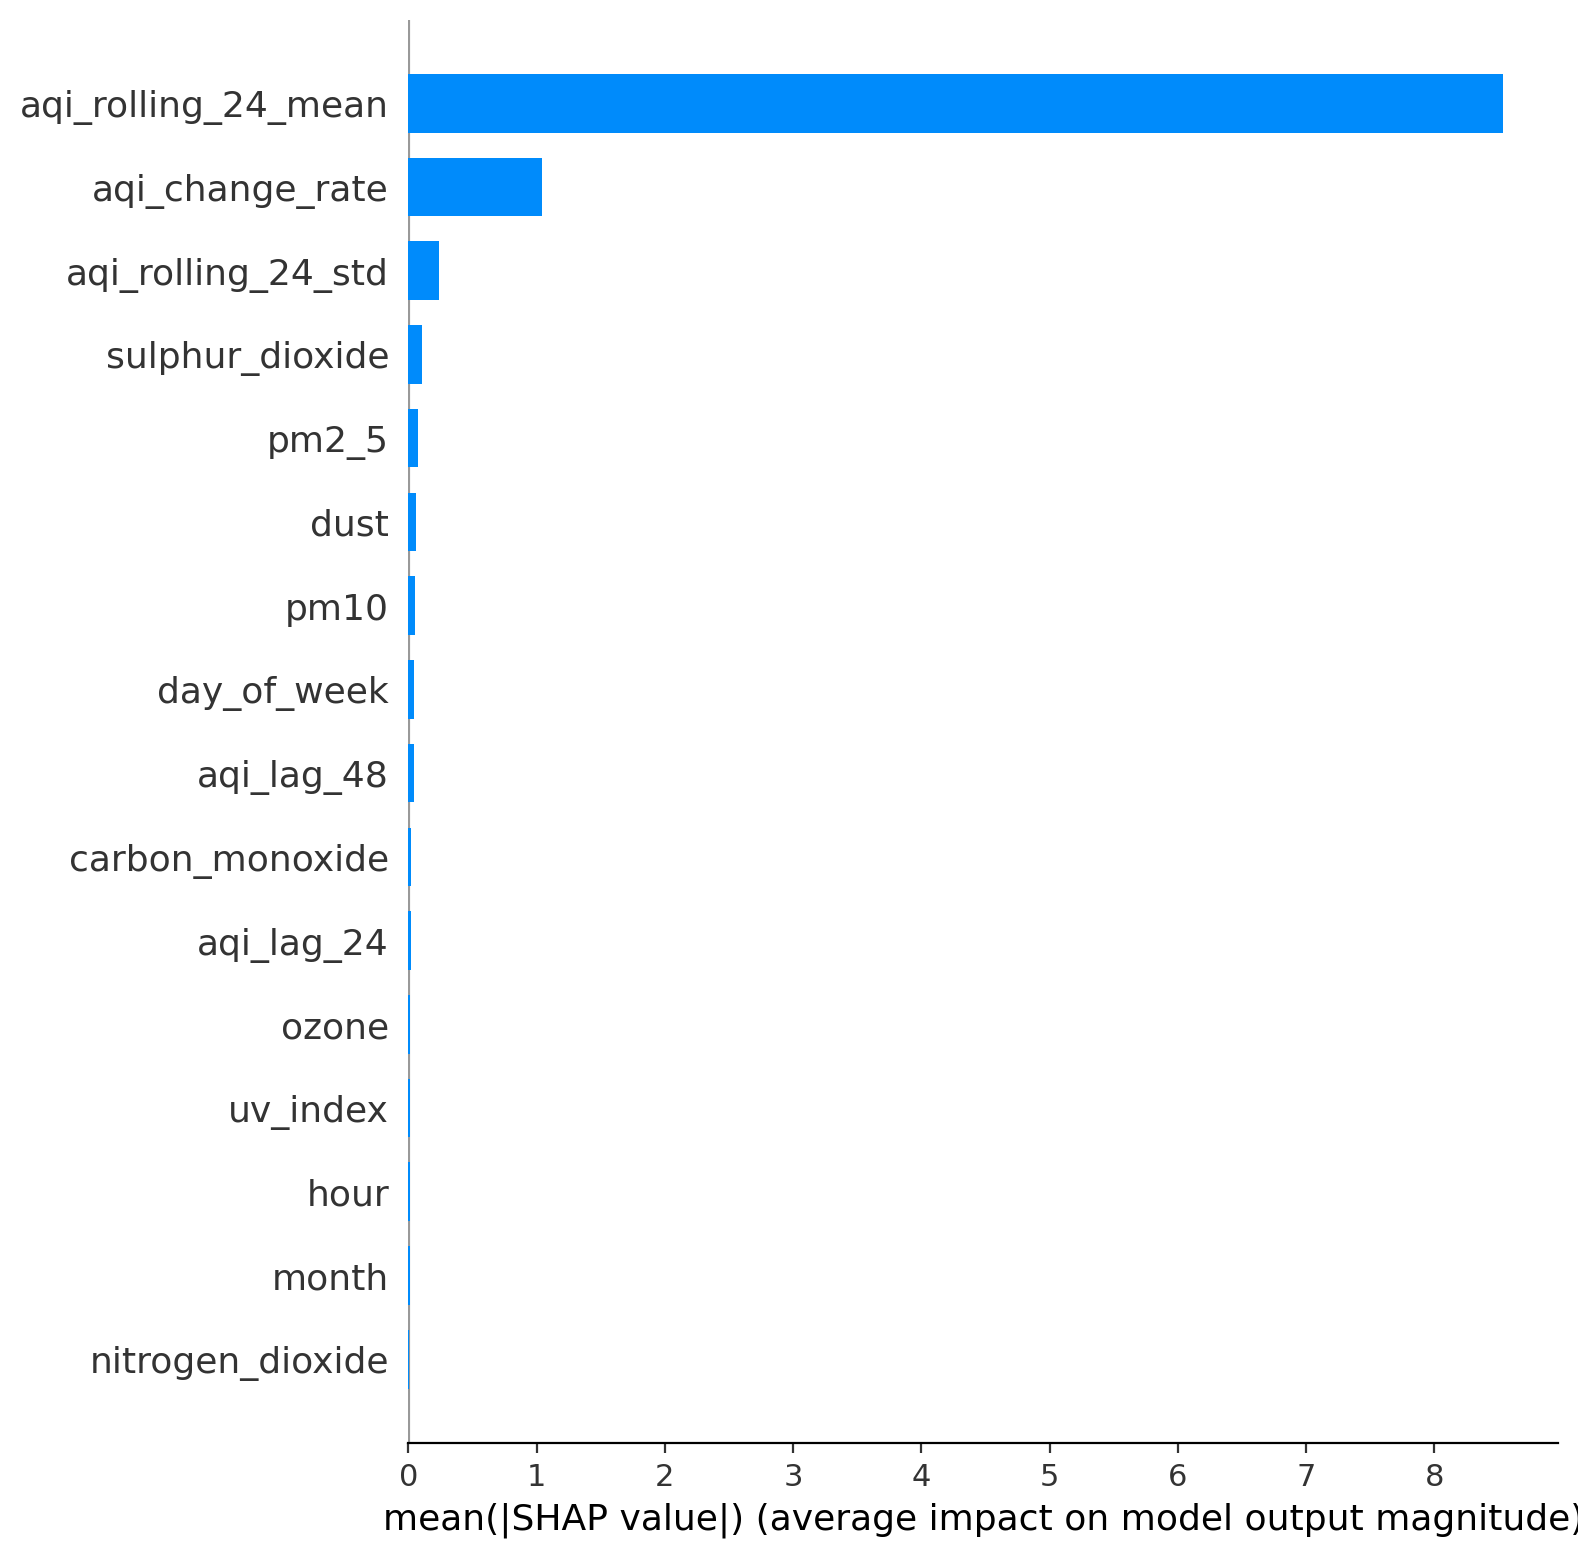 aqi_rolling_24_mean
aqi_change_rate
aqi_rolling_24_std
sulphur_dioxide
pm2_5
dust
pm10
day_of_week
aqi_lag_48
carbon_monoxide
aqi_lag_24
ozone
uv_index
hour
month
nitrogen_dioxide
0 1 2 3 4 5 6 7 8
mean(|SHAP value|) (average impact on model output magnitude)